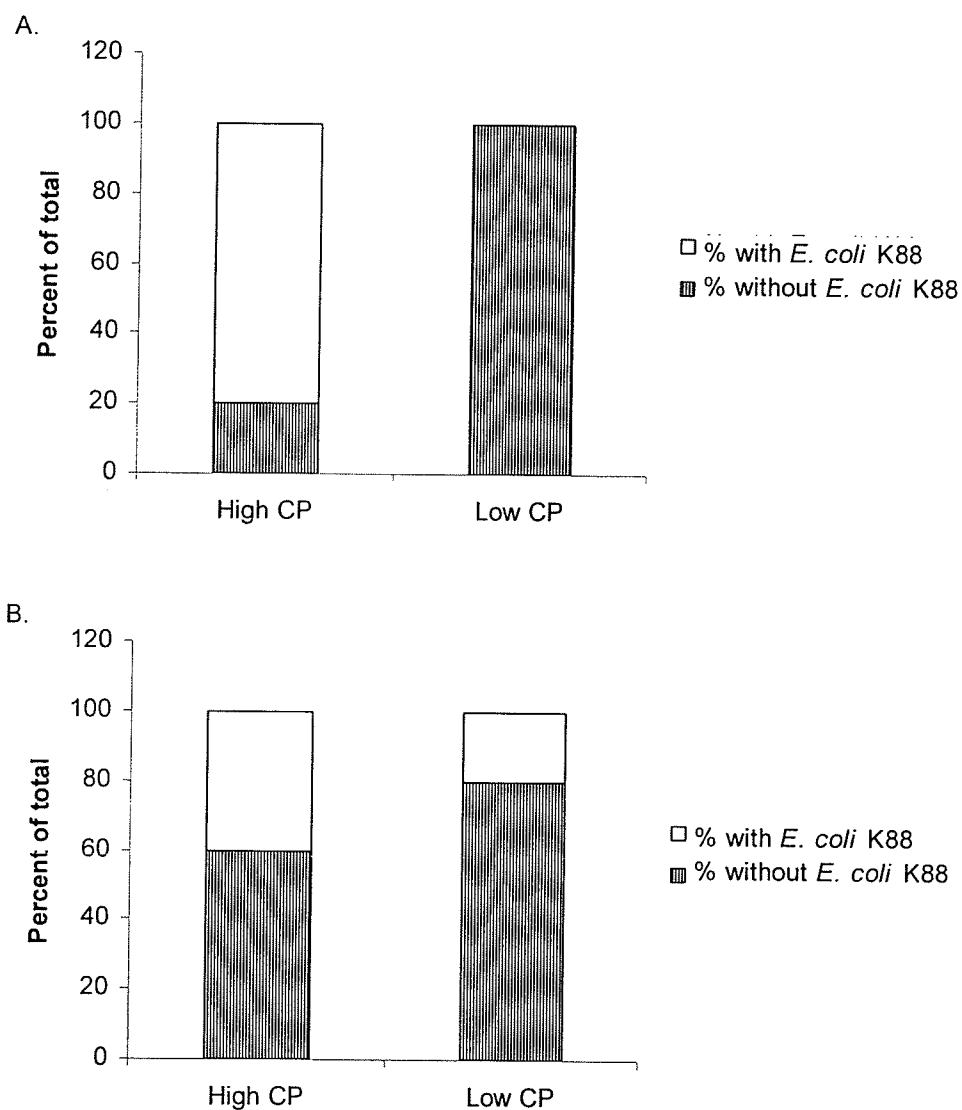 A.
120
100
80
60
40
20
0
Percent of total
High CP
Low CP
% with E. coli K88
% without E. coli K88
B.
120
100
80
60
40
20
0
Percent of total
High CP
Low CP
% with E. coli K88
% without E. coli K88